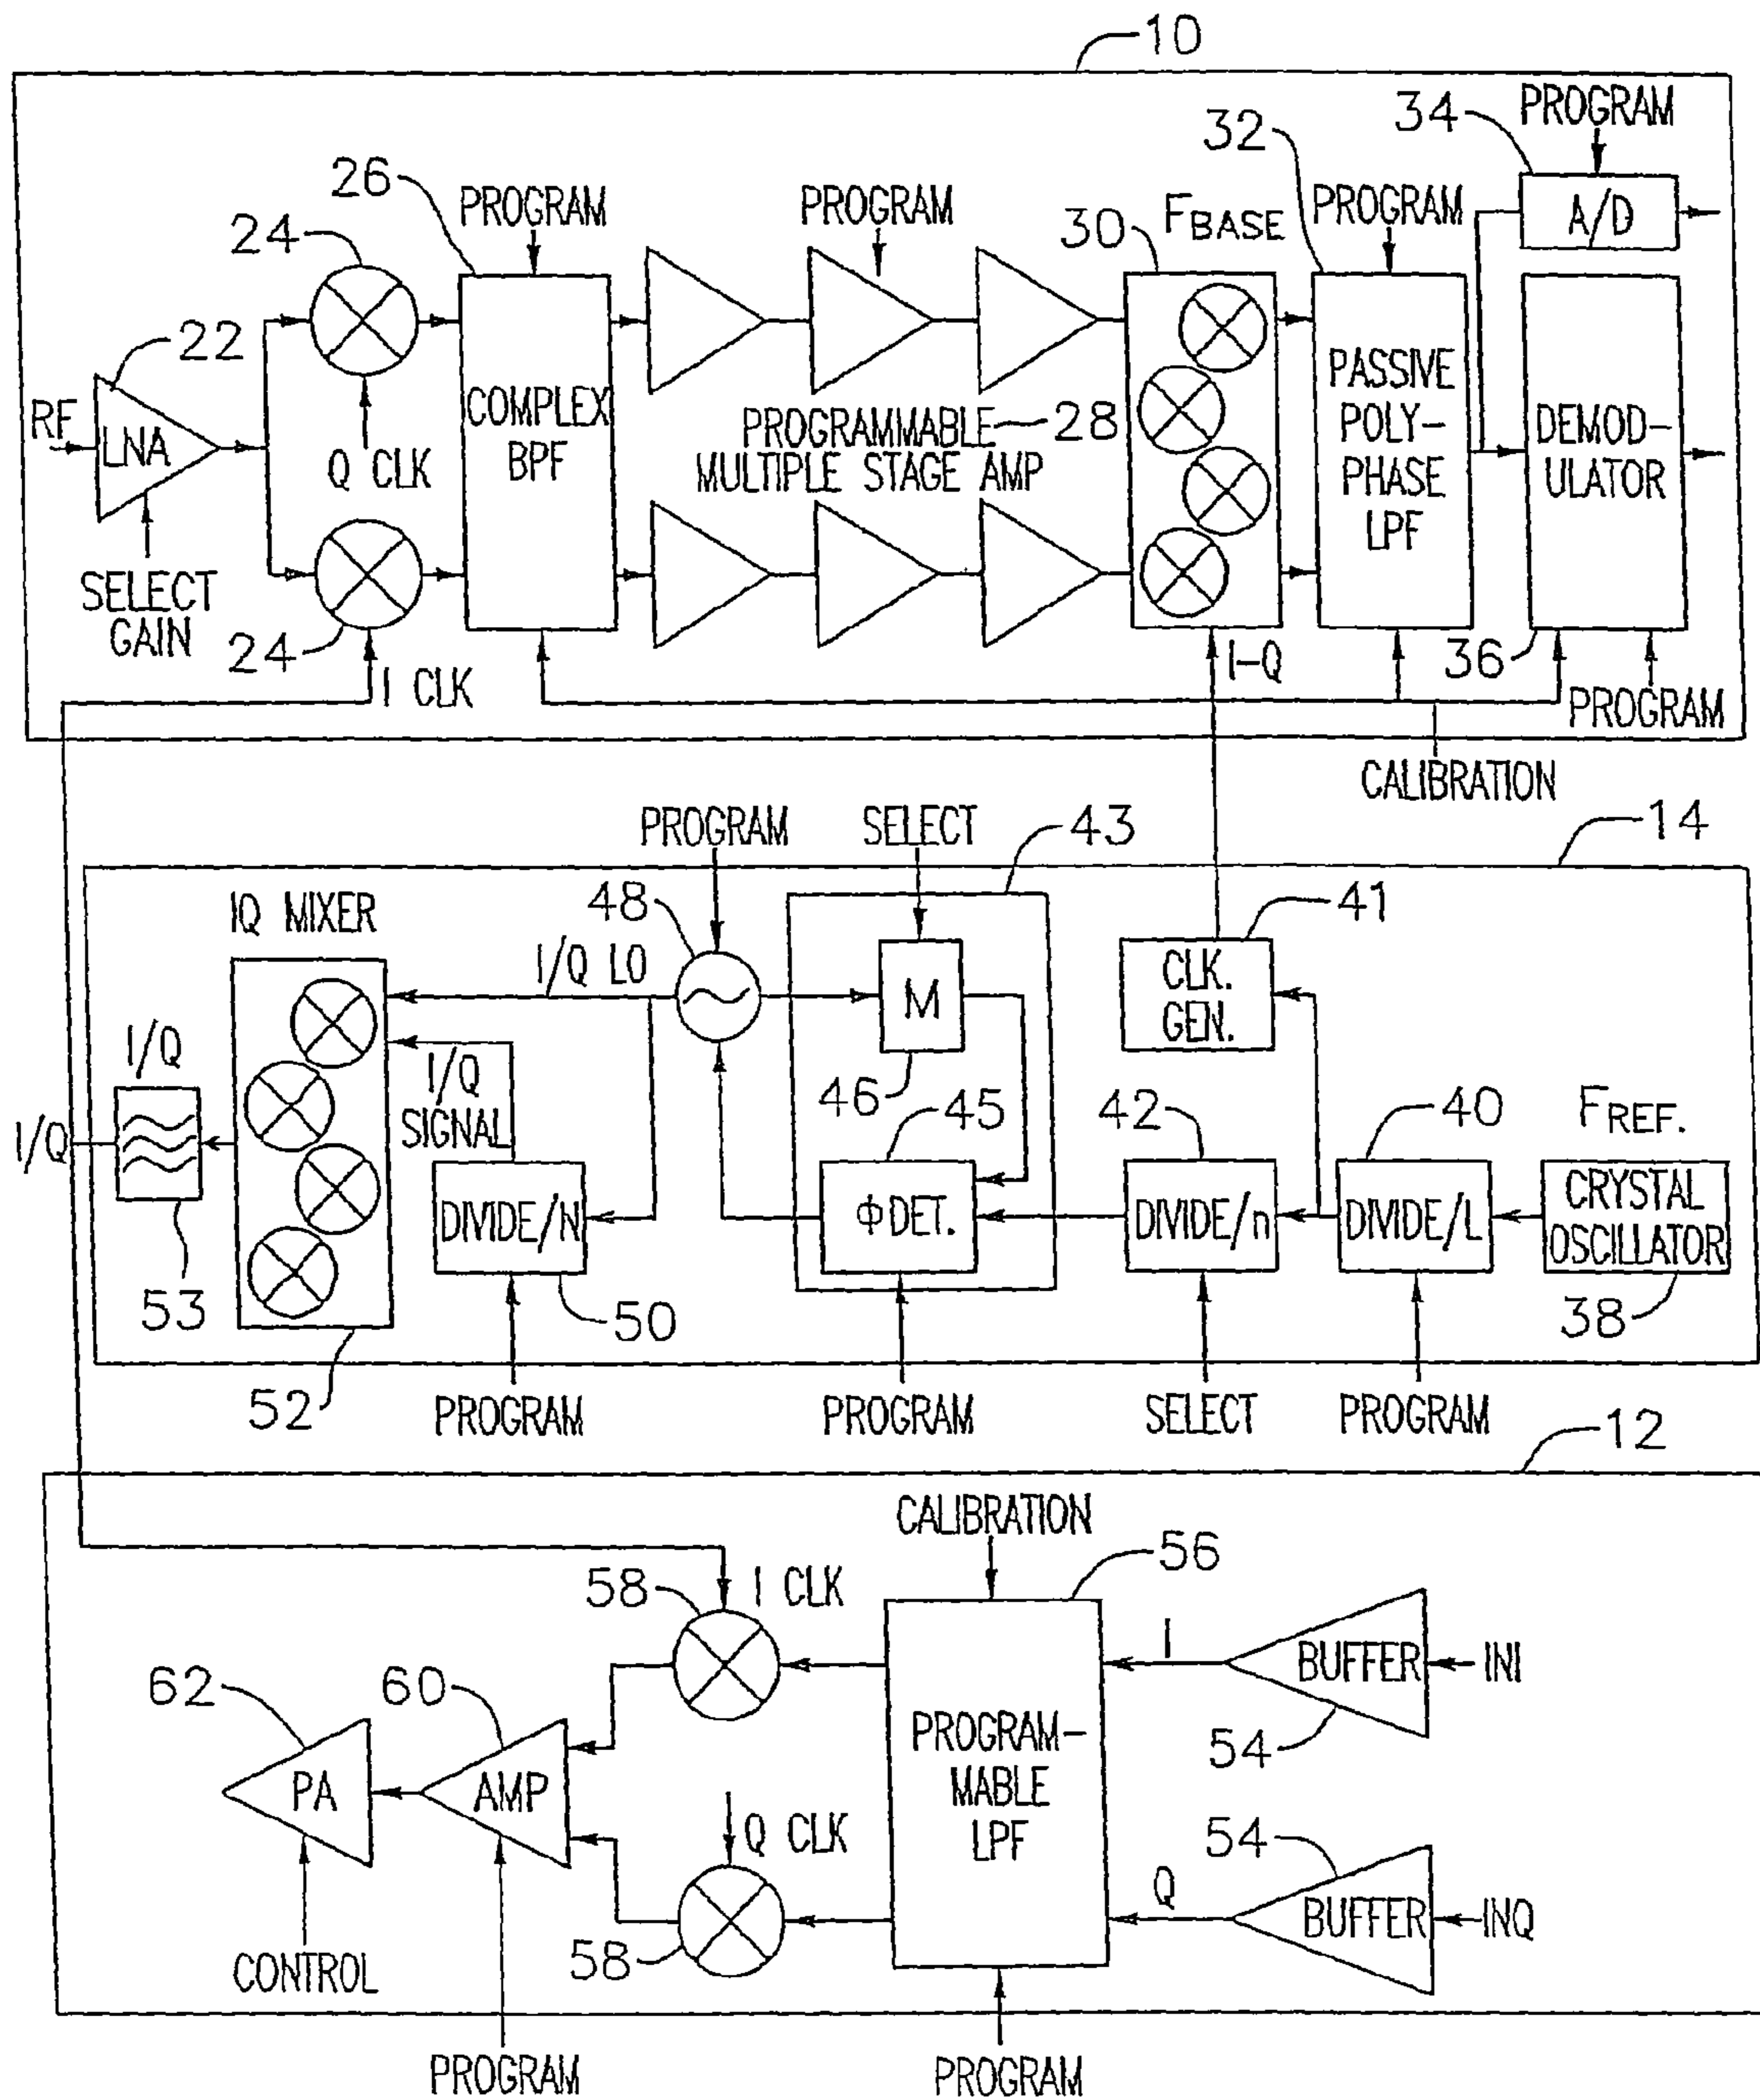 10
PROGRAM
34
32
26
PROGRAM
PROGRAM
FBASE
PROGRAM
A/D
24
30
22
RF
LNA
Q CLK
COMPLEX
BPF
PROGRAMMABLE
MULTIPLE STAGE AMP
28
PASSIVE
POLY-
PHASE
LPF
DEMOD-
ULATOR
SELECT
GAIN
24
I CLK
I-Q
36
PROGRAM
CALIBRATION
PROGRAM
SELECT
43
14
IQ MIXER
48
41
I/Q LO
M
CLK.
GEN.
I/Q
I/Q
SIGNAL
46
45
42
40
FREF.
I/Q
DIVIDE/N
ΦDET.
DIVIDE/n
DIVIDE/L
CRYSTAL
OSCILLATOR
53
50
38
52
PROGRAM
PROGRAM
SELECT
PROGRAM
12
CALIBRATION
56
58
I CLK
I
BUFFER
INI
62
60
54
PROGRAM-
MABLE
LPF
PA
AMP
Q CLK
54
Q
BUFFER
INQ
58
CONTROL
PROGRAM
PROGRAM